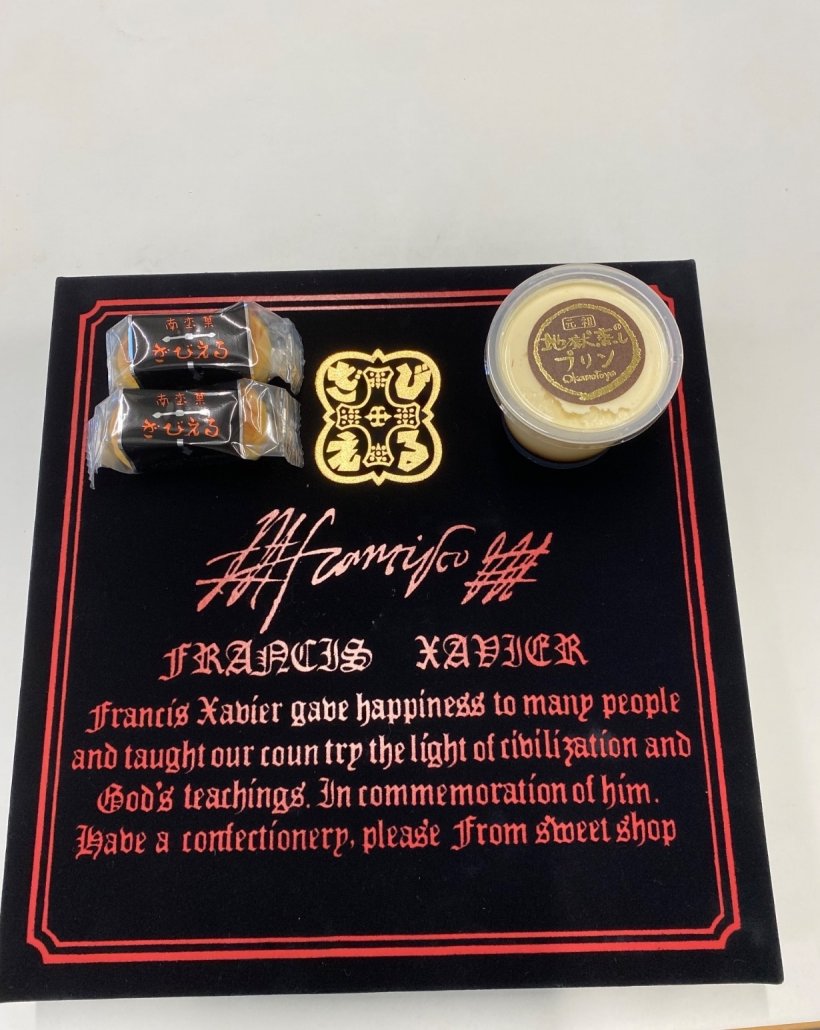 南蛮菓
ざびえる
南蛮菓
ざびえる
ざび
える
元祖
地獄蒸し
プリン
Okamotoya
Francisco
FRANCIS XAVIER
Francis Xavier gave happiness to many people
and taught our coun try the light of civilization and
God's teachings. In commemoration of him.
Have a confectionery, please From sweet shop